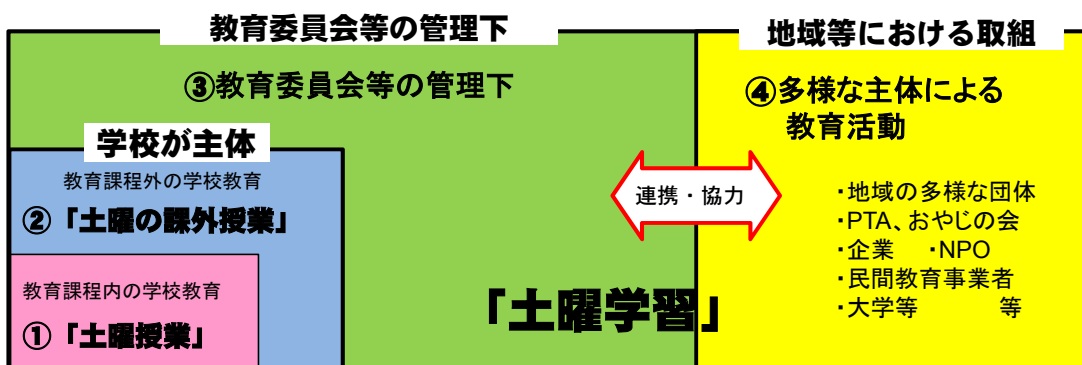 教育委員会等の管理下
地域等における取組
③教育委員会等の管理下
④多様な主体による
教育活動
学校が主体
教育課程外の学校教育
②「土曜の課外授業」
教育課程内の学校教育
①「土曜授業」
連携・協力
「土曜学習」
・地域の多様な団体
・PTA、おやじの会
・企業　・NPO
・民間教育事業者
・大学等　　　等